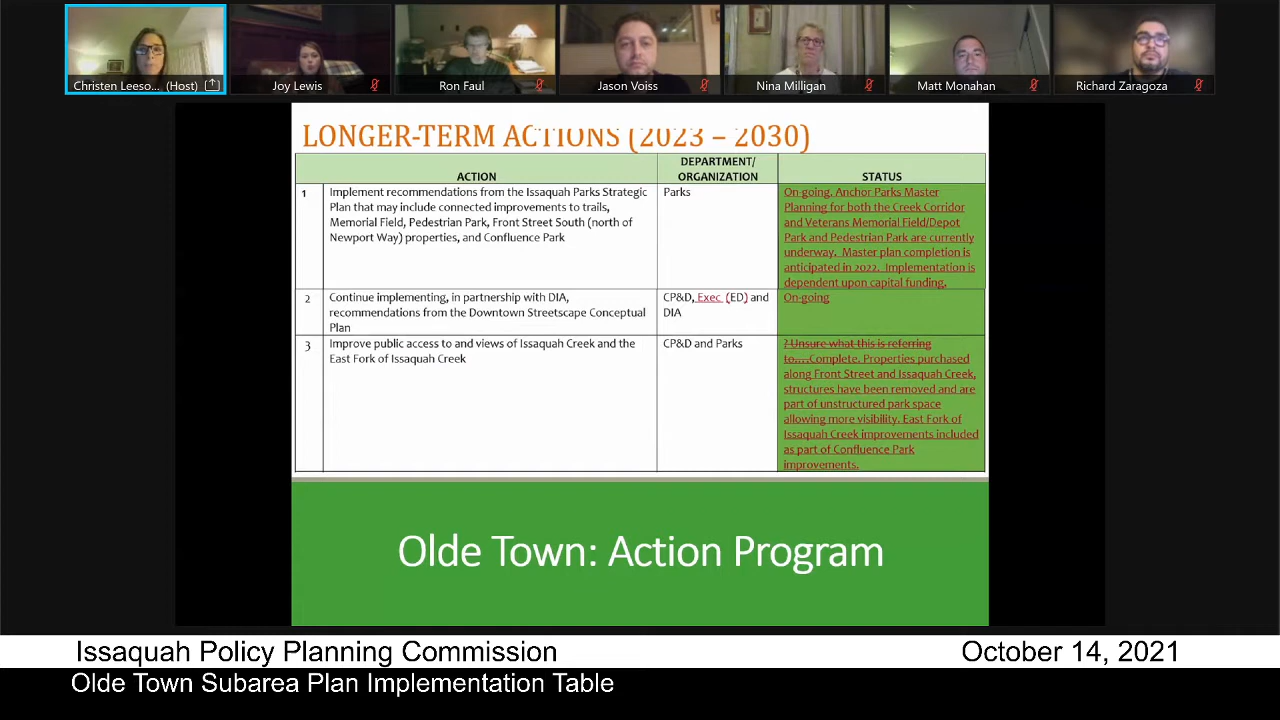 Christen Leeso... (Host)
Joy Lewis
Ron Faul
Jason Voiss
Nina Milligan
Matt Monahan
Richard Zaragoza
LONGER-TERM ACTIONS (2023 – 2030)
ACTION
DEPARTMENT/
ORGANIZATION
STATUS
1
Implement recommendations from the Issaquah Parks Strategic
Plan that may include connected improvements to trails,
Memorial Field, Pedestrian Park, Front Street South (north of
Newport Way) properties, and Confluence Park
Parks
On-going, Anchor Parks Master
Planning for both the Creek Corridor
and Veterans Memorial Field/Depot
Park and Pedestrian Park are currently
underway. Master plan completion is
anticipated in 2022. Implementation is
dependent upon capital funding.
2
Continue implementing, in partnership with DIA,
recommendations from the Downtown Streetscape Conceptual
Plan
CP&D, Exec (ED) and
DIA
On-going
3
Improve public access to and views of Issaquah Creek and the
East Fork of Issaquah Creek
CP&D and Parks
? Unsure what this is referring
to....Complete. Properties purchased
along Front Street and Issaquah Creek,
structures have been removed and are
part of unstructured park space
allowing more visibility. East Fork of
Issaquah Creek improvements included
as part of Confluence Park
improvements.
Olde Town: Action Program
Issaquah Policy Planning Commission
October 14, 2021
Olde Town Subarea Plan Implementation Table